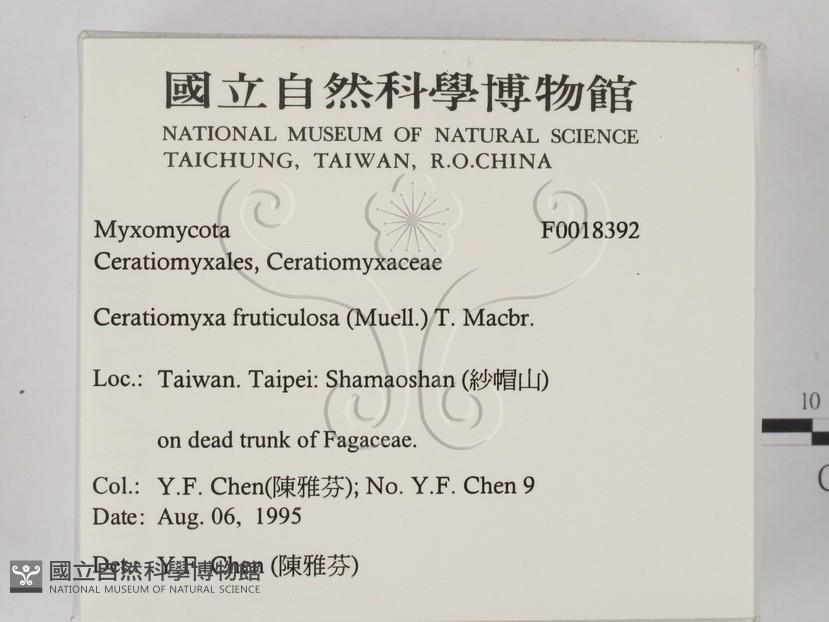 國立自然科學博物館
NATIONAL MUSEUM OF NATURAL SCIENCE
TAICHUNG, TAIWAN, R.O.CHINA
Myxomycota F0018392
Ceratiomyxales, Ceratiomyxaceae
Ceratiomyxa fruticulosa (Muell.) T. Macbr.
Loc.: Taiwan. Taipei: Shamaoshan (紗帽山)
10
on dead trunk of Fagaceae.
Col.: Y.F. Chen(陳雅芬); No. Y.F. Chen 9
Date: Aug. 06, 1995
Det.: Y.F. Chen (陳雅芬)
國立自然科學博物館
NATIONAL MUSEUM OF NATURAL SCIENCE